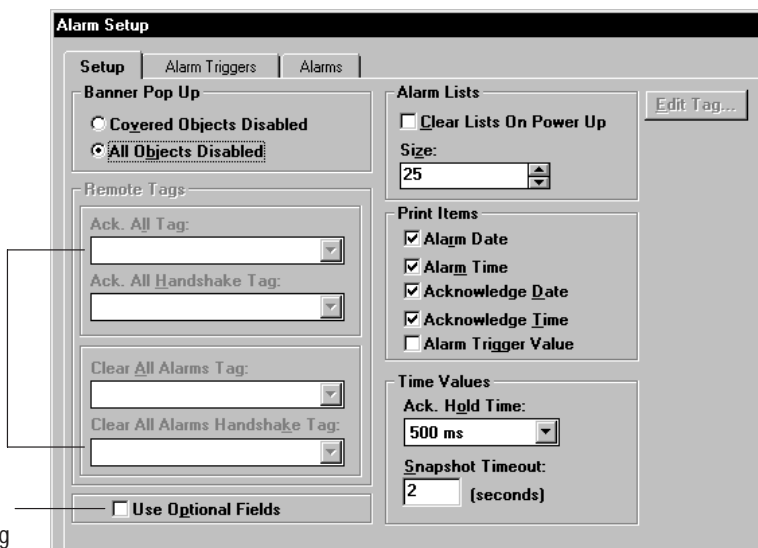 Alarm Setup
Setup
Alarm Triggers
Alarms
Banner Pop Up
Covered Objects Disabled
All Objects Disabled
Remote Tags
Ack. All Tag:
Ack. All Handshake Tag:
Clear All Alarms Tag:
Clear All Alarms Handshake Tag:
Use Optional Fields
g
Alarm Lists
Clear Lists On Power Up
Size:
25
Print Items
Alarm Date
Alarm Time
Acknowledge Date
Acknowledge Time
Alarm Trigger Value
Time Values
Ack. Hold Time:
500 ms
Snapshot Timeout:
2 (seconds)
Edit Tag...